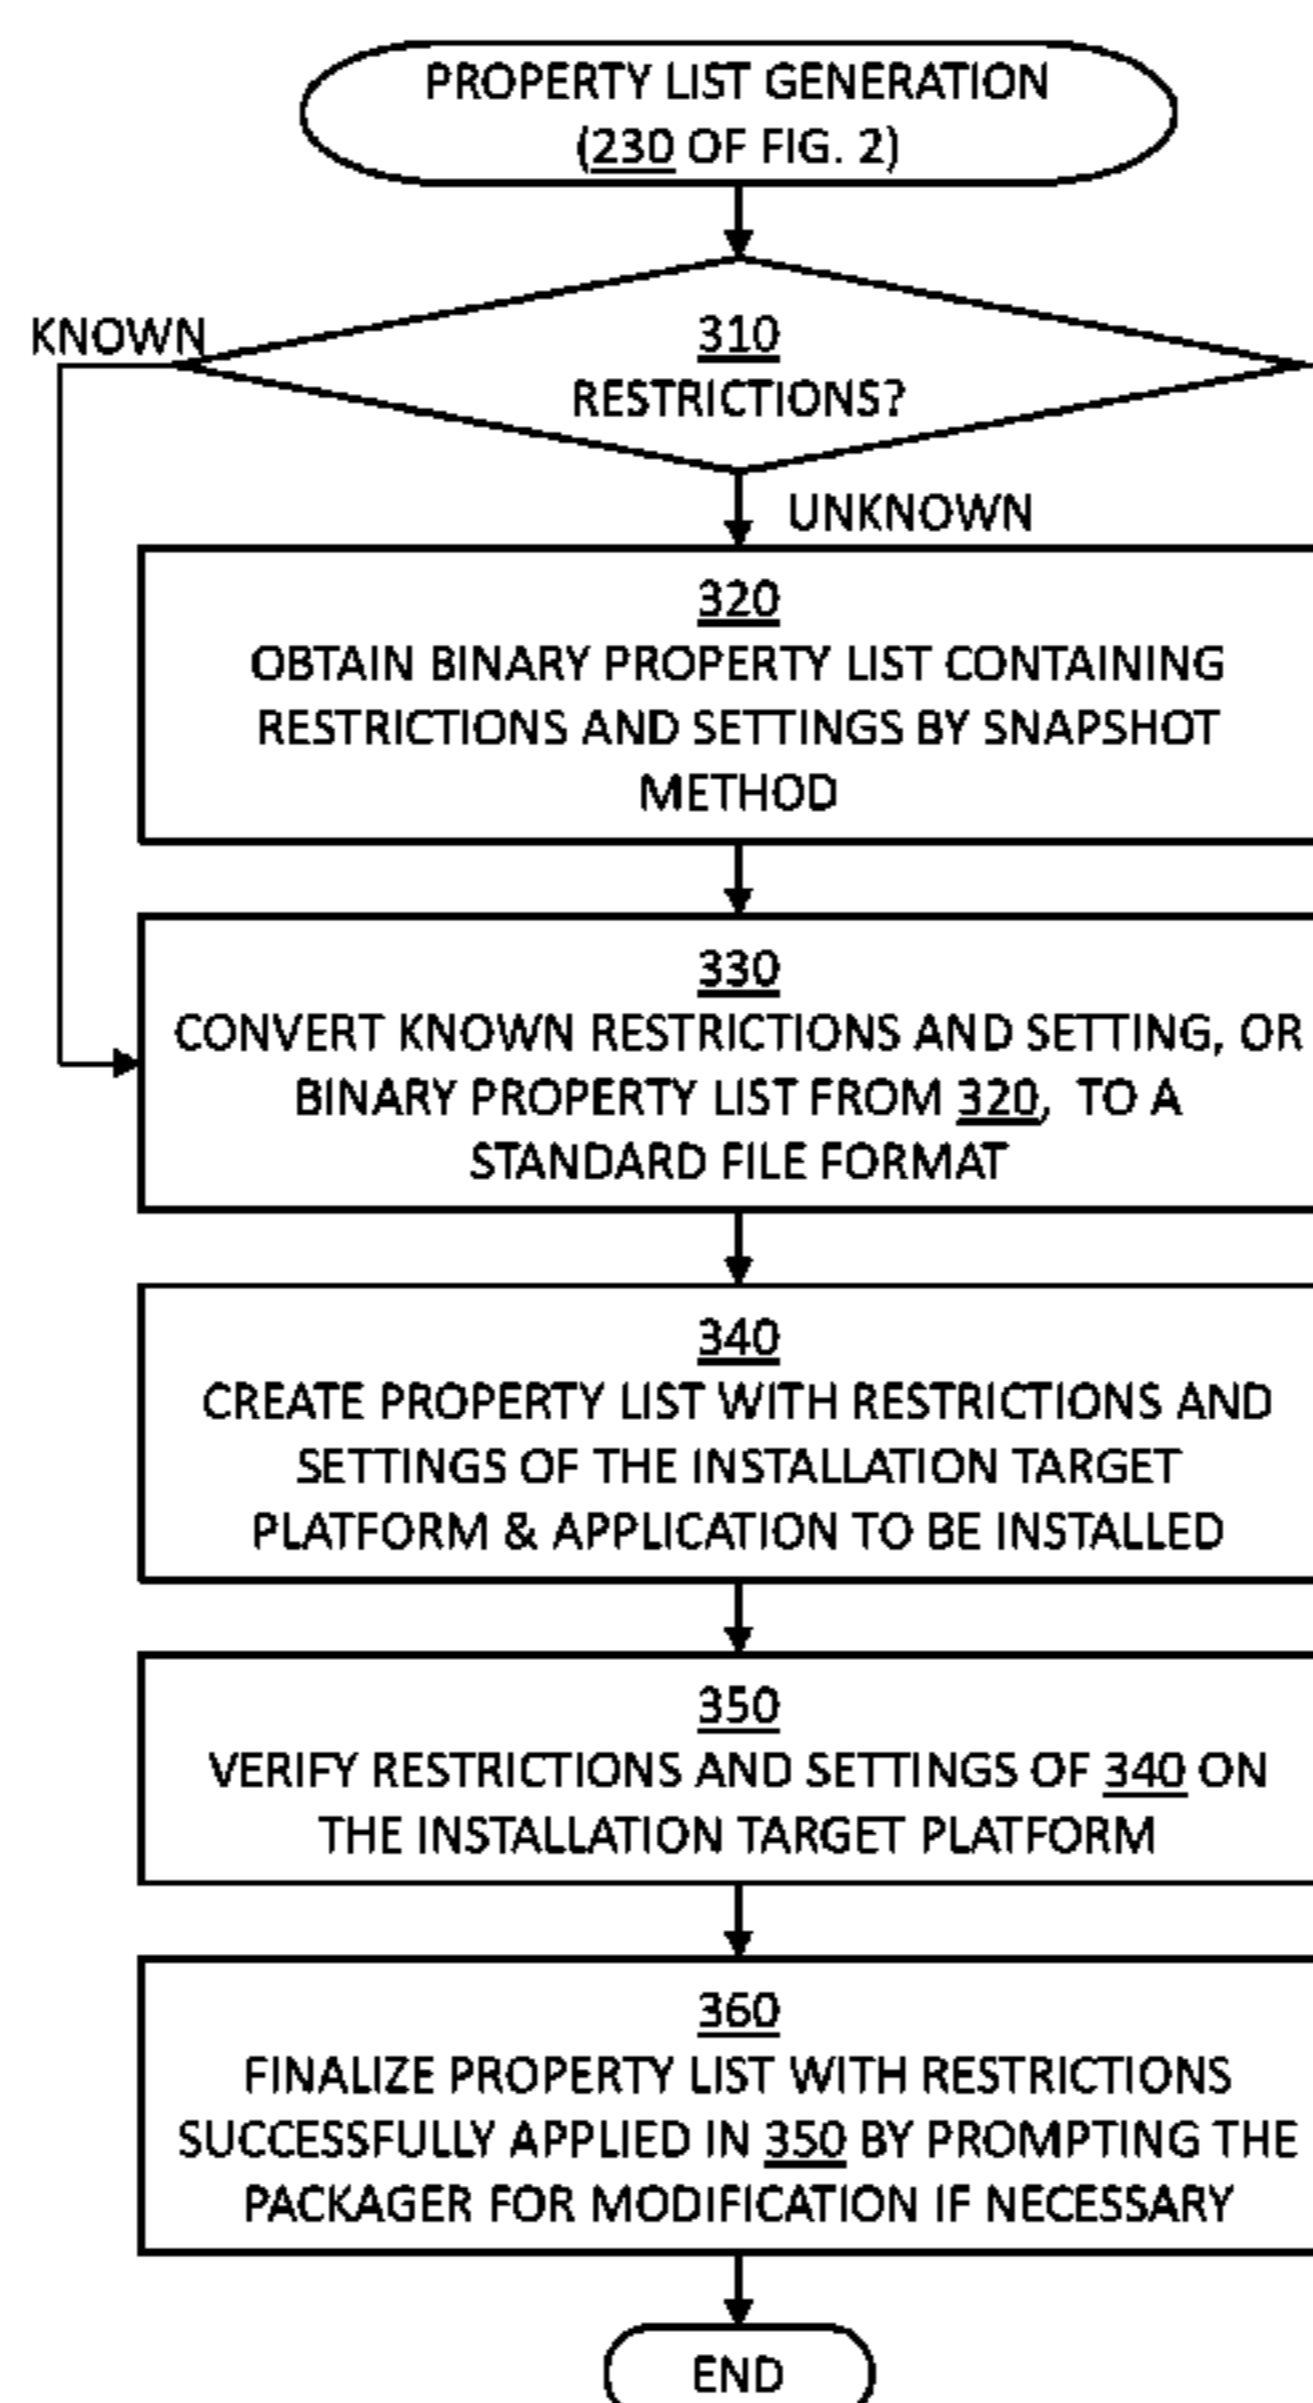 PROPERTY LIST GENERATION
(230 OF FIG. 2)
KNOWN
310
RESTRICTIONS?
UNKNOWN
320
OBTAIN BINARY PROPERTY LIST CONTAINING
RESTRICTIONS AND SETTINGS BY SNAPSHOT
METHOD
330
CONVERT KNOWN RESTRICTIONS AND SETTING, OR
BINARY PROPERTY LIST FROM 320, TO A
STANDARD FILE FORMAT
340
CREATE PROPERTY LIST WITH RESTRICTIONS AND
SETTINGS OF THE INSTALLATION TARGET
PLATFORM & APPLICATION TO BE INSTALLED
350
VERIFY RESTRICTIONS AND SETTINGS OF 340 ON
THE INSTALLATION TARGET PLATFORM
360
FINALIZE PROPERTY LIST WITH RESTRICTIONS
SUCCESSFULLY APPLIED IN 350 BY PROMPTING THE
PACKAGER FOR MODIFICATION IF NECESSARY
END